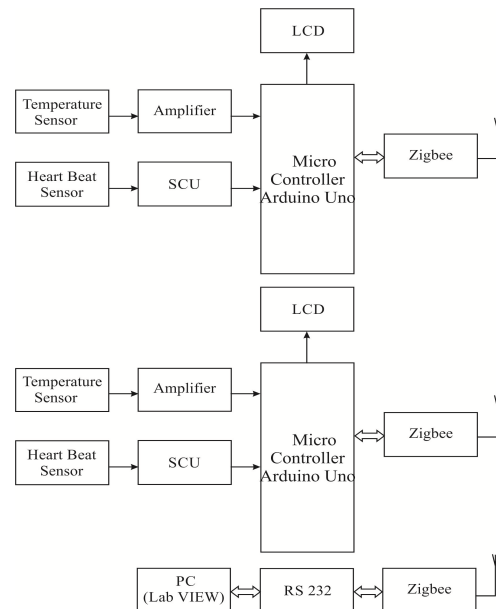 LCD
Temperature
Sensor
Amplifier
Heart Beat
Sensor
SCU
Micro
Controller
Arduino Uno
Zigbee
LCD
Temperature
Sensor
Amplifier
Heart Beat
Sensor
SCU
Micro
Controller
Arduino Uno
Zigbee
PC
(Lab VIEW)
RS 232
Zigbee